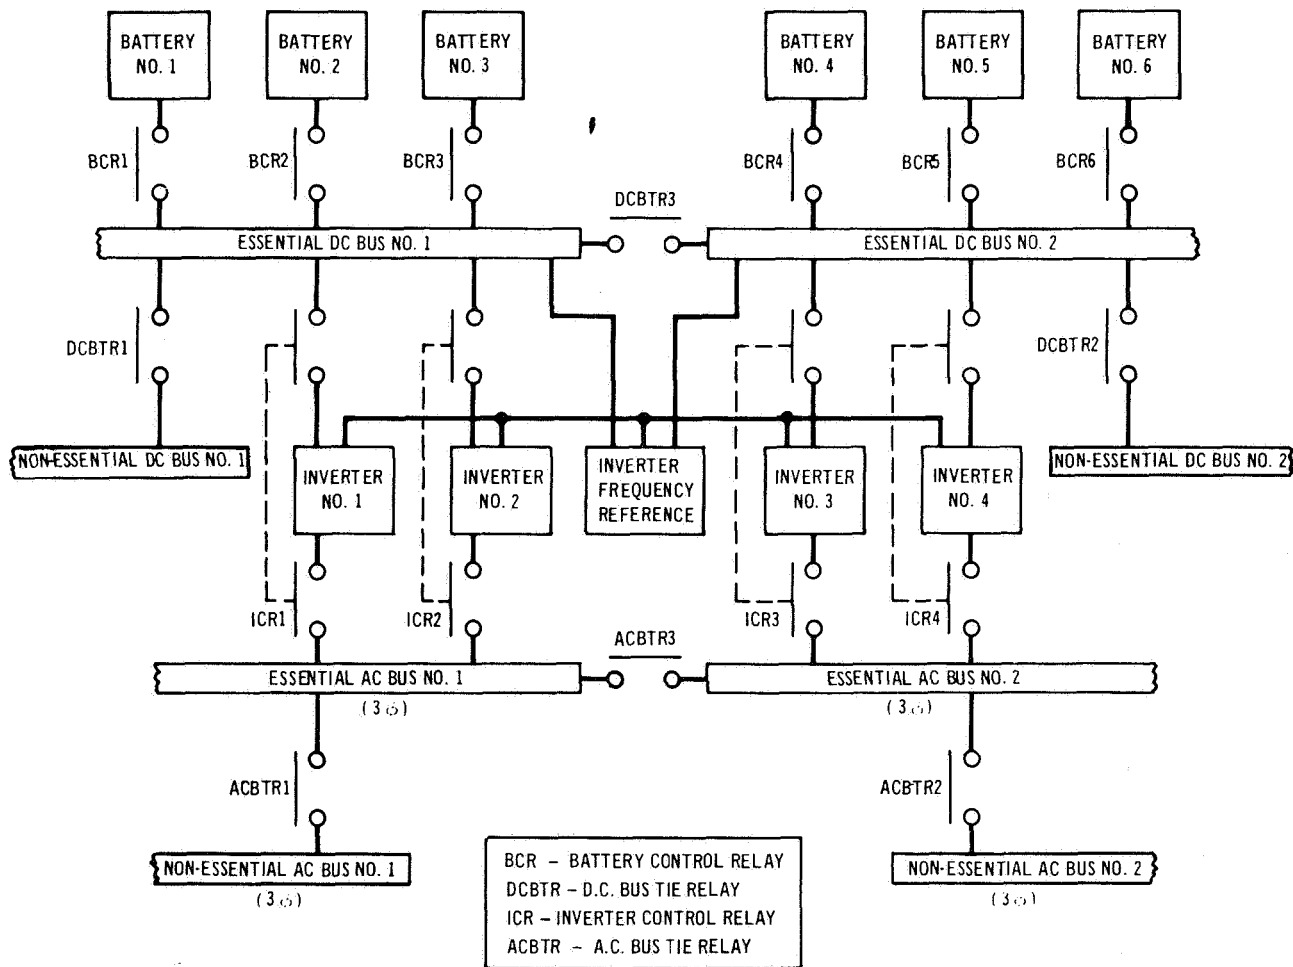 BATTERY NO. 1
BATTERY NO. 2
BATTERY NO. 3
BATTERY NO. 4
BATTERY NO. 5
BATTERY NO. 6
BCR1
BCR2
BCR3
BCR4
BCR5
BCR6
DCBTR3
ESSENTIAL DC BUS NO. 1
ESSENTIAL DC BUS NO. 2
DCBTR1
DCBTR2
NON-ESSENTIAL DC BUS NO. 1
INVERTER NO. 1
INVERTER NO. 2
INVERTER FREQUENCY REFERENCE
INVERTER NO. 3
INVERTER NO. 4
NON-ESSENTIAL DC BUS NO. 2
ICR1
ICR2
ICR3
ICR4
ACBTR3
ESSENTIAL AC BUS NO. 1
(3∅)
ESSENTIAL AC BUS NO. 2
(3∅)
ACBTR1
ACBTR2
NON-ESSENTIAL AC BUS NO. 1
(3∅)
NON-ESSENTIAL AC BUS NO. 2
(3∅)
BCR – BATTERY CONTROL RELAY
DCBTR – D.C. BUS TIE RELAY
ICR – INVERTER CONTROL RELAY
ACBTR – A.C. BUS TIE RELAY